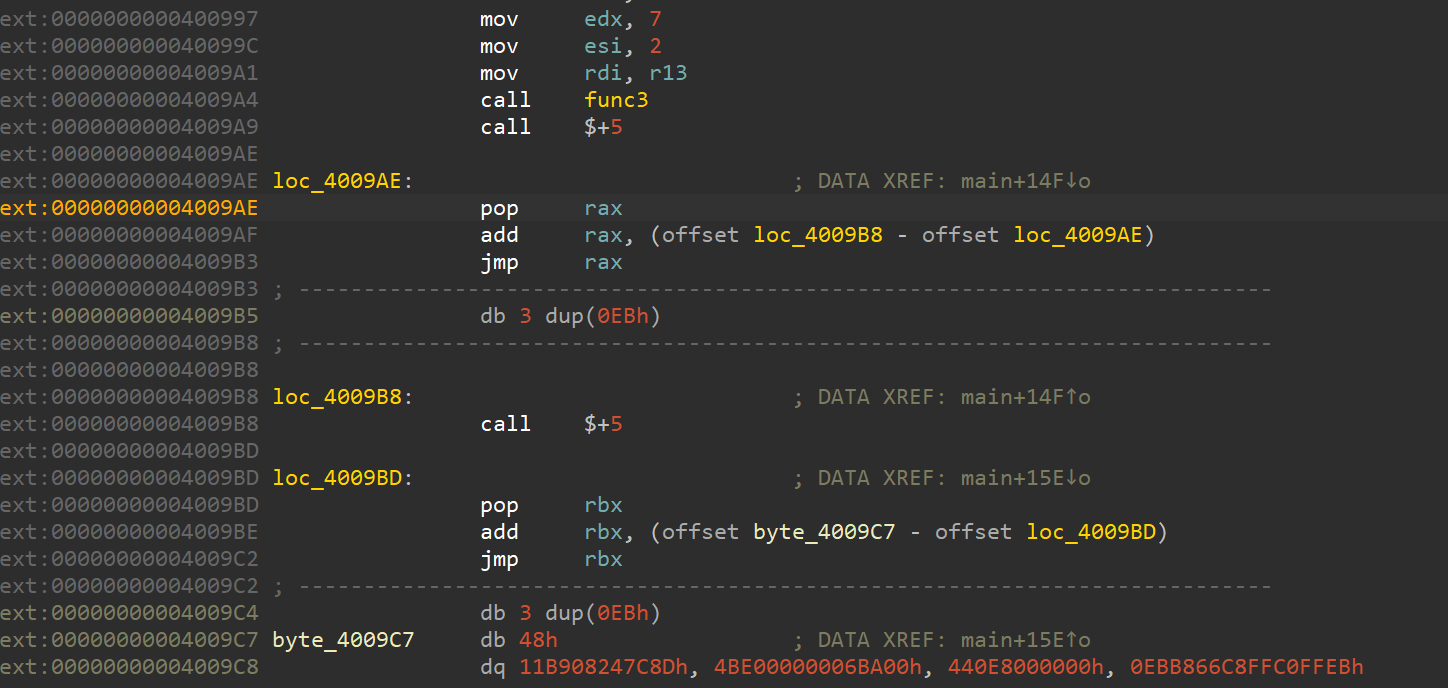 ext:0000000000400997 mov edx, 7
ext:000000000040099C mov esi, 2
ext:00000000004009A1 mov rdi, r13
ext:00000000004009A4 call func3
ext:00000000004009A9 call $+5
ext:00000000004009AE
ext:00000000004009AE loc_4009AE: ; DATA XREF: main+14F↓o
ext:00000000004009AE pop rax
ext:00000000004009AF add rax, (offset loc_4009B8 - offset loc_4009AE)
ext:00000000004009B3 jmp rax
ext:00000000004009B3 ; ---------------------------------------------------------------------------
ext:00000000004009B5 db 3 dup(0EBh)
ext:00000000004009B8 ; ---------------------------------------------------------------------------
ext:00000000004009B8
ext:00000000004009B8 loc_4009B8: ; DATA XREF: main+14F↑o
ext:00000000004009B8 call $+5
ext:00000000004009BD
ext:00000000004009BD loc_4009BD: ; DATA XREF: main+15E↓o
ext:00000000004009BD pop rbx
ext:00000000004009BE add rbx, (offset byte_4009C7 - offset loc_4009BD)
ext:00000000004009C2 jmp rbx
ext:00000000004009C2 ; ---------------------------------------------------------------------------
ext:00000000004009C4 db 3 dup(0EBh)
ext:00000000004009C7 byte_4009C7 db 48h ; DATA XREF: main+15E↑o
ext:00000000004009C8 dq 11B908247C8Dh, 4BE00000006BA00h, 440E8000000h, 0EBB866C8FFC0FFEBh